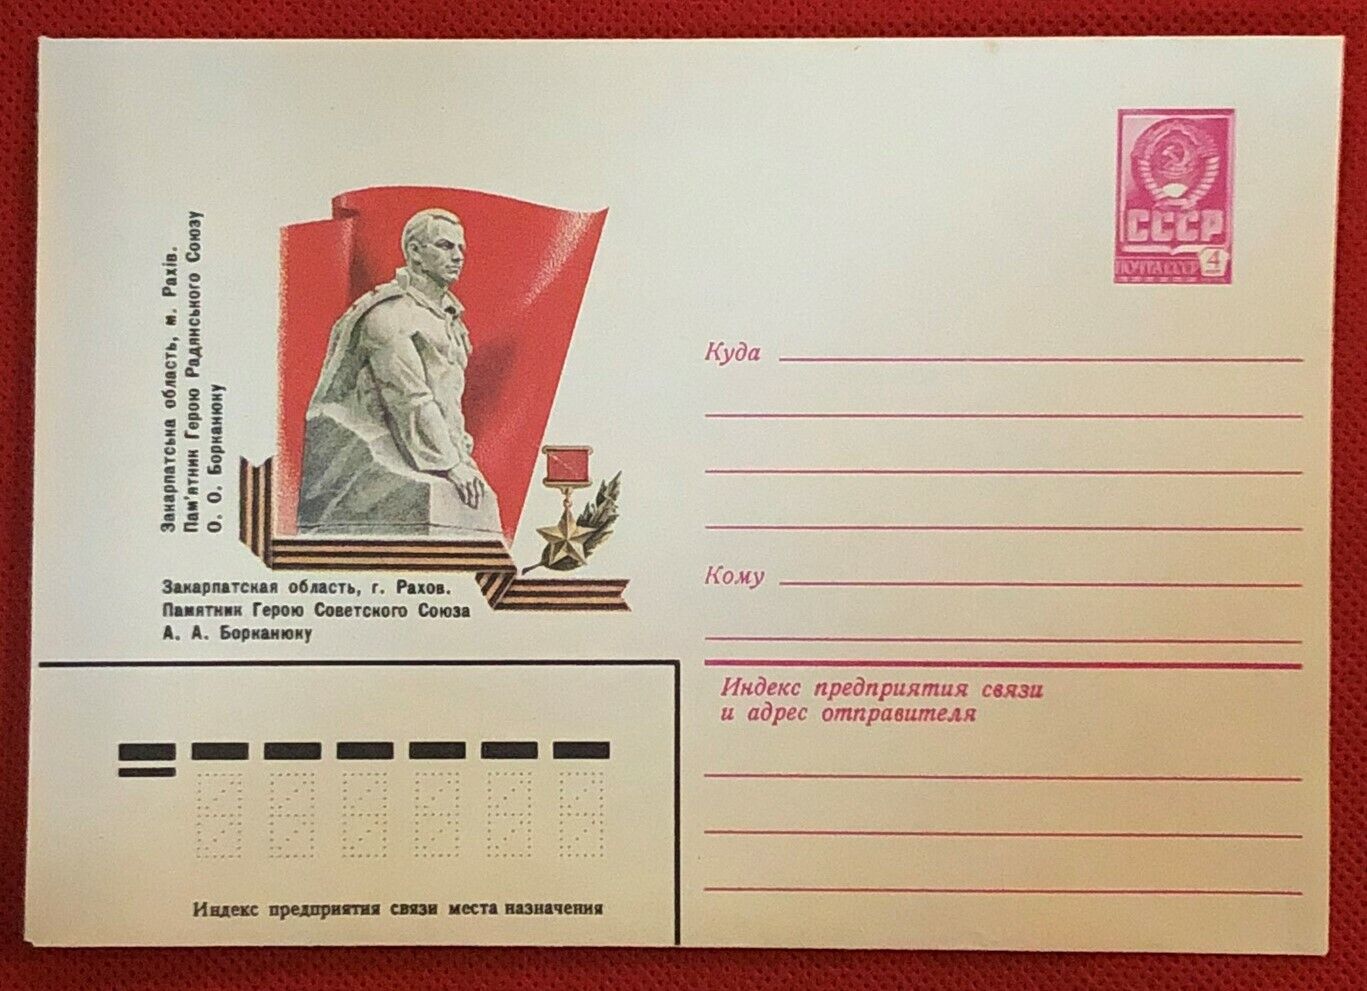 Закарпатська область, м. Рахів.
Пам'ятник Герою Радянського Союзу
О. О. Борканюку
Закарпатская область, г. Рахов.
Памятник Герою Советского Союза
А. А. Борканюку
СССР
ПОЧТА СССР 4
Куда
Кому
Индекс предприятия связи
и адрес отправителя
Индекс предприятия связи места назначения